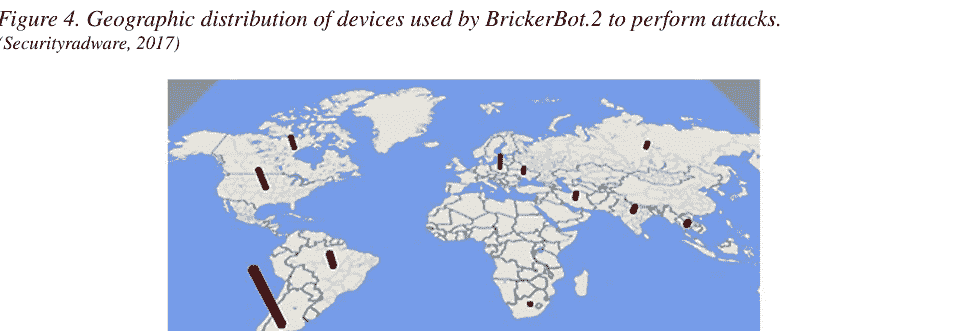 Figure 4. Geographic distribution of devices used by BrickerBot.2 to perform attacks.
(Securityradware, 2017)